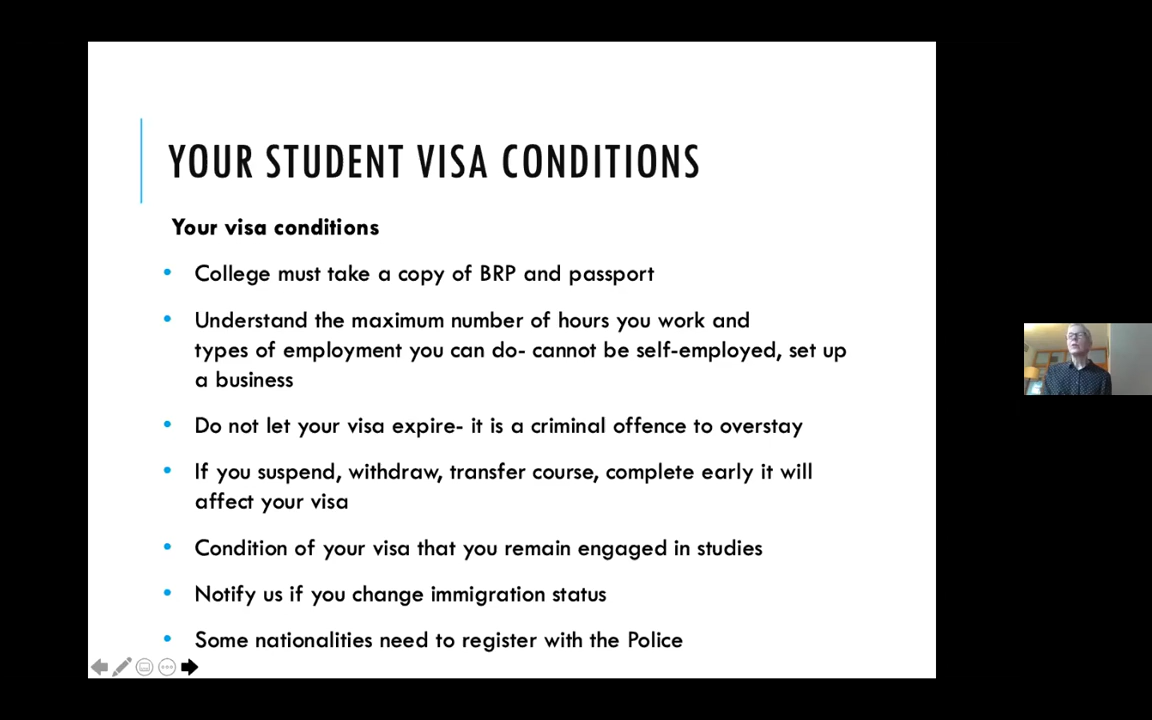 YOUR STUDENT VISA CONDITIONS
Your visa conditions
• College must take a copy of BRP and passport
• Understand the maximum number of hours you work and
types of employment you can do- cannot be self-employed, set up
a business
• Do not let your visa expire- it is a criminal offence to overstay
• If you suspend, withdraw, transfer course, complete early it will
affect your visa
• Condition of your visa that you remain engaged in studies
• Notify us if you change immigration status
• Some nationalities need to register with the Police